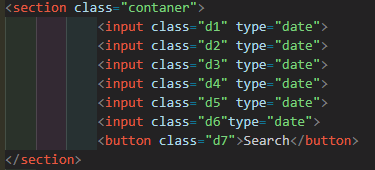 <section class="contaner">
<input class="d1" type="date">
<input class="d2" type="date">
<input class="d3" type="date">
<input class="d4" type="date">
<input class="d5" type="date">
<input class="d6"type="date">
<button class="d7">Search</button>
</section>